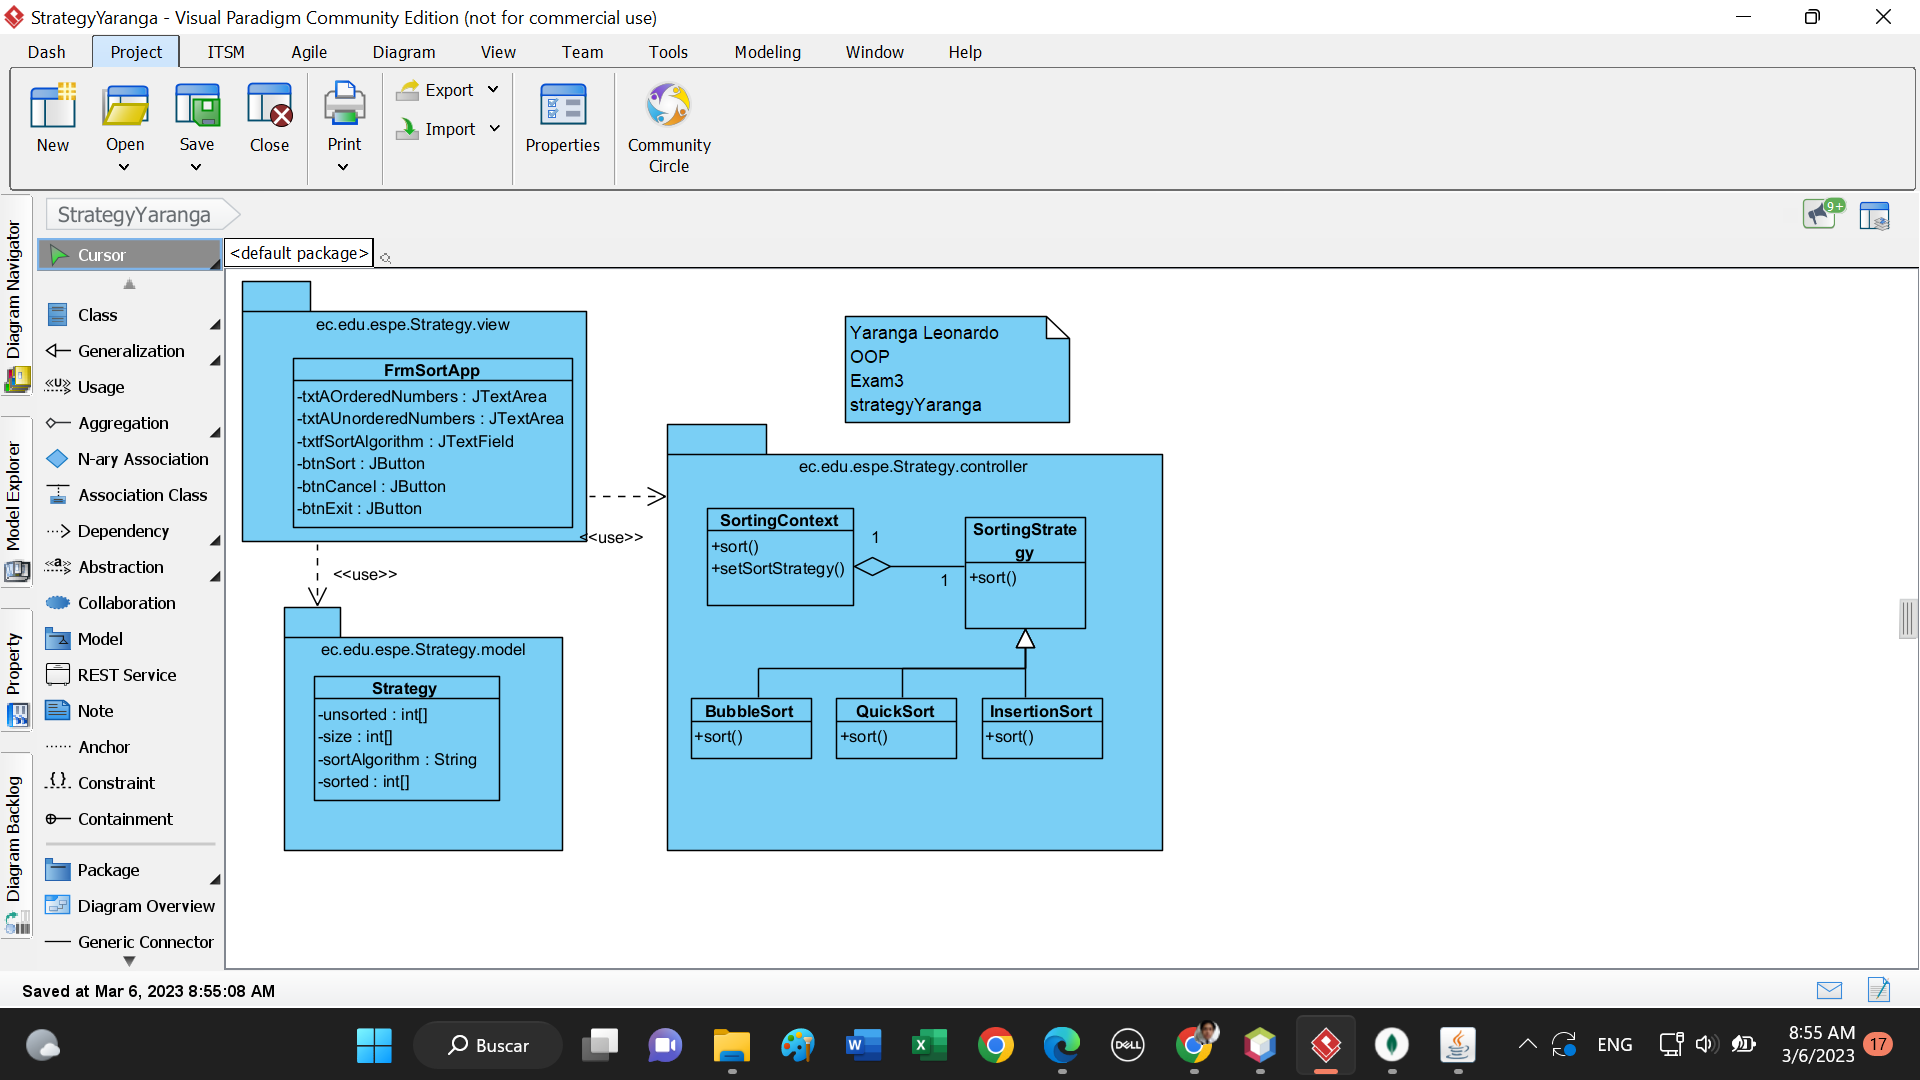 StrategyYaranga - Visual Paradigm Community Edition (not for commercial use)
Dash Project ITSM Agile Diagram View Team Tools Modeling Window Help
New
Open
Save
Close
Print
Export
Import
Properties
Community
Circle
StrategyYaranga
9+
Diagram Navigator
Model Explorer
Property
Diagram Backlog
Cursor
Class
Generalization
Usage
Aggregation
N-ary Association
Association Class
Dependency
Abstraction
Collaboration
Model
REST Service
Note
Anchor
Constraint
Containment
Package
Diagram Overview
Generic Connector
<default package>
ec.edu.espe.Strategy.view
FrmSortApp
-txtAOrderedNumbers : JTextArea
-txtAUnorderedNumbers : JTextArea
-txtfSortAlgorithm : JTextField
-btnSort : JButton
-btnCancel : JButton
-btnExit : JButton
<<use>>
<<use>>
Yaranga Leonardo
OOP
Exam3
strategyYaranga
ec.edu.espe.Strategy.controller
SortingContext
+sort()
+setSortStrategy()
1
1
SortingStrate
gy
+sort()
BubbleSort
+sort()
QuickSort
+sort()
InsertionSort
+sort()
ec.edu.espe.Strategy.model
Strategy
-unsorted : int[]
-size : int[]
-sortAlgorithm : String
-sorted : int[]
Saved at Mar 6, 2023 8:55:08 AM
Buscar
W
X
DELL
ENG
8:55 AM
3/6/2023
17